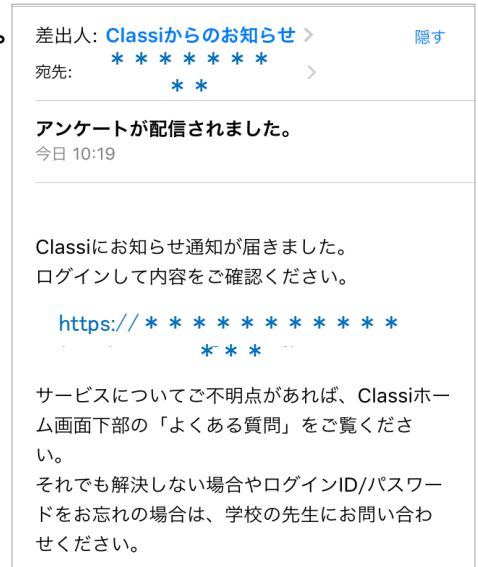 差出人: Classiからのお知らせ
隠す
宛先: ＊＊＊＊＊＊＊
＊＊
アンケートが配信されました。
今日 10:19
Classiにお知らせ通知が届きました。
ログインして内容をご確認ください。
https://＊＊＊＊＊＊＊＊＊＊＊
＊＊＊
サービスについてご不明点があれば、Classiホー
ム画面下部の「よくある質問」をご覧くださ
い。
それでも解決しない場合やログインID/パスワー
ドをお忘れの場合は、学校の先生にお問い合わ
せください。